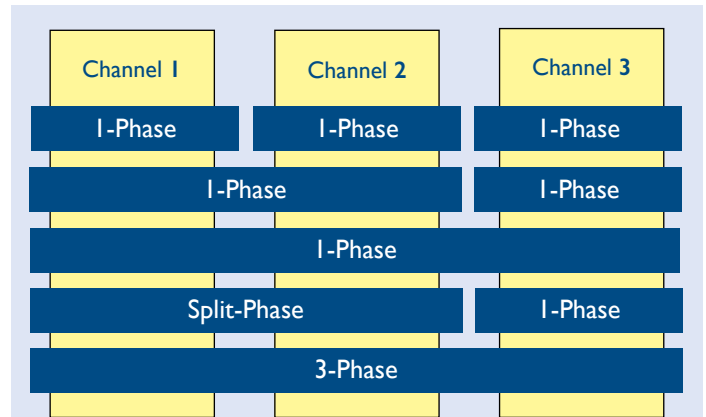 Channel 1
Channel 2
Channel 3
1-Phase
1-Phase
1-Phase
1-Phase
1-Phase
1-Phase
Split-Phase
1-Phase
3-Phase